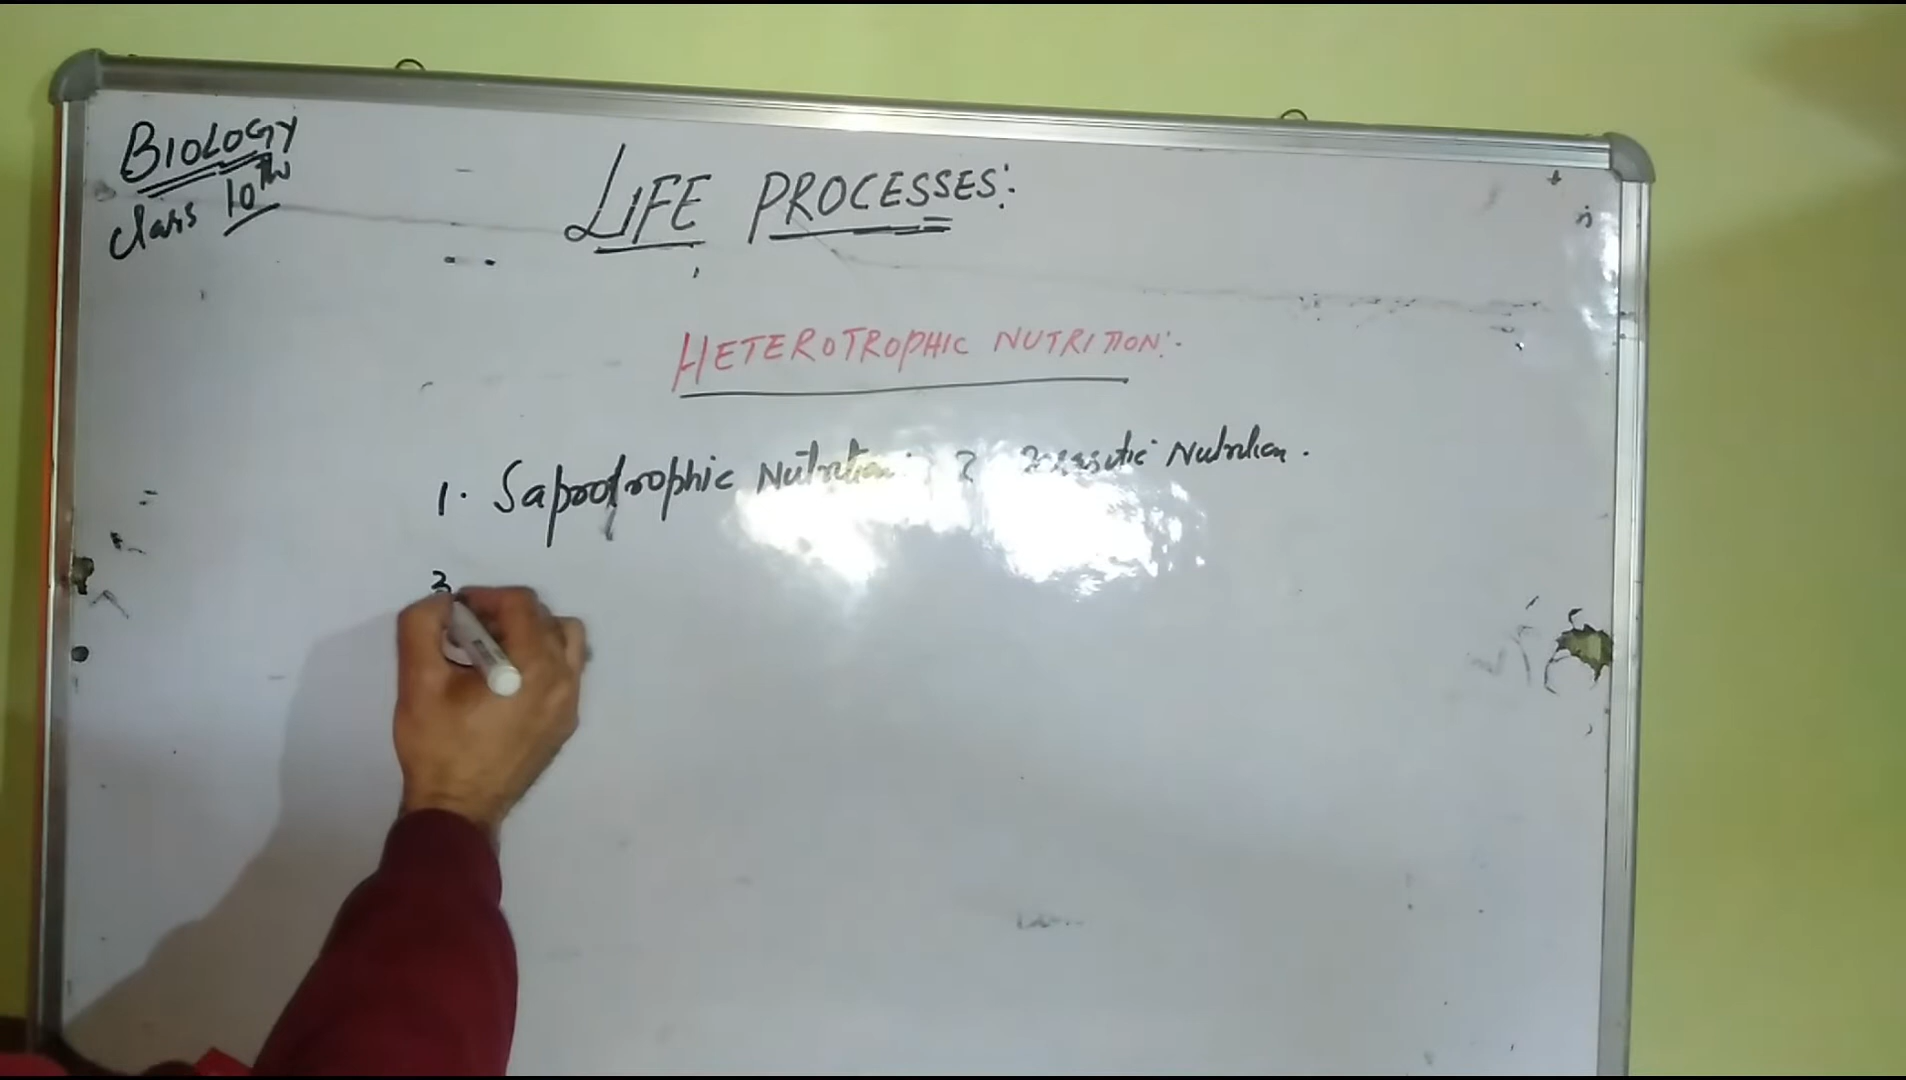 BIOLOGY
class 10th
LIFE PROCESSES:
HETEROTROPHIC NUTRITION:-
1. Saprotrophic Nutrition 2 Parasitic Nutrition.
3